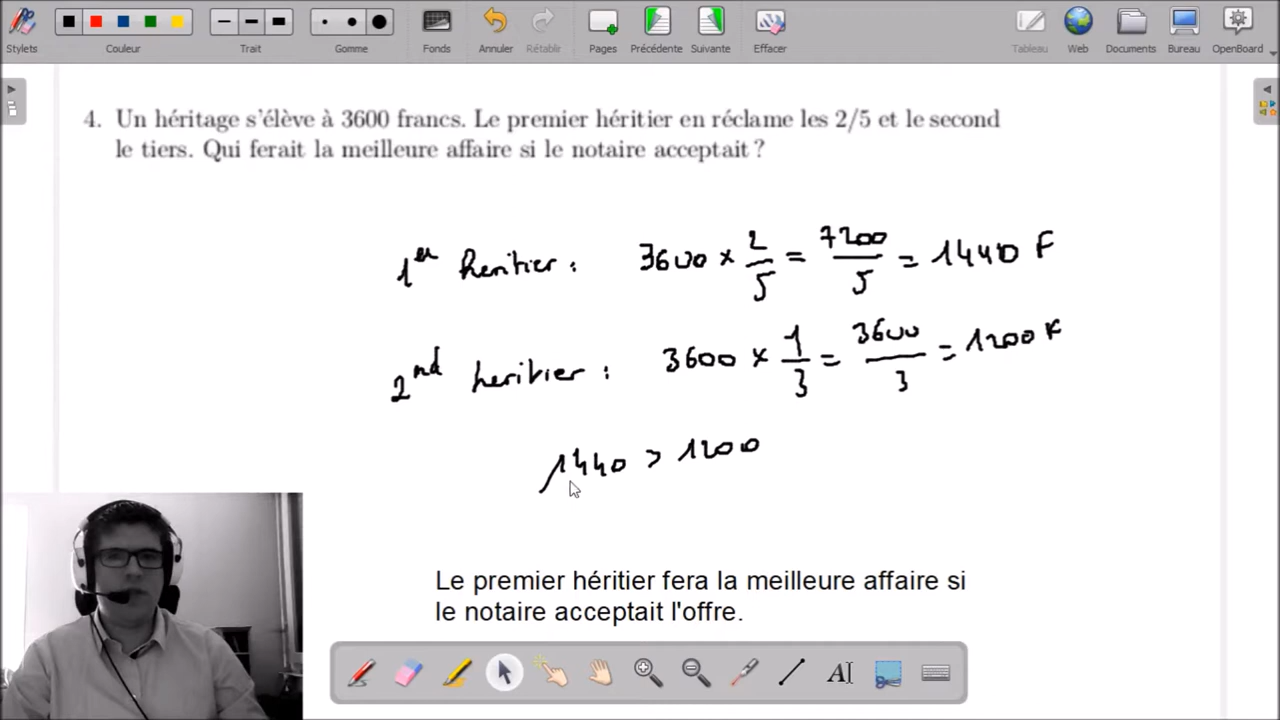 Stylets Couleur Trait Gomme Fonds Annuler Rétablir Pages Précédente Suivante Effacer Tableau Web Documents Bureau OpenBoard
4. Un héritage s'élève à 3600 francs. Le premier héritier en réclame les 2/5 et le second
le tiers. Qui ferait la meilleure affaire si le notaire acceptait ?
1er heritier : 3600 × 2/5 = 7200/5 = 1440 F
2nd heritier : 3600 × 1/3 = 3600/3 = 1200 F
1440 > 1200
Le premier héritier fera la meilleure affaire si
le notaire acceptait l'offre.
AI